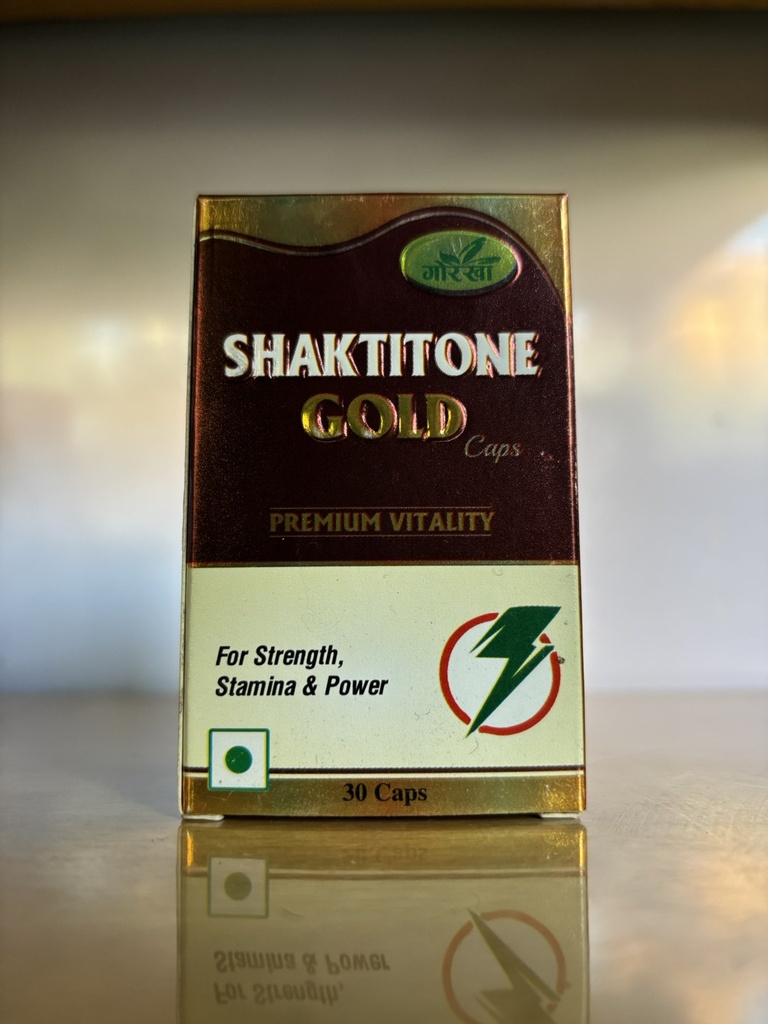 गोरखा
SHAKTITONE
GOLD
Caps
PREMIUM VITALITY
For Strength,
Stamina & Power
30 Caps